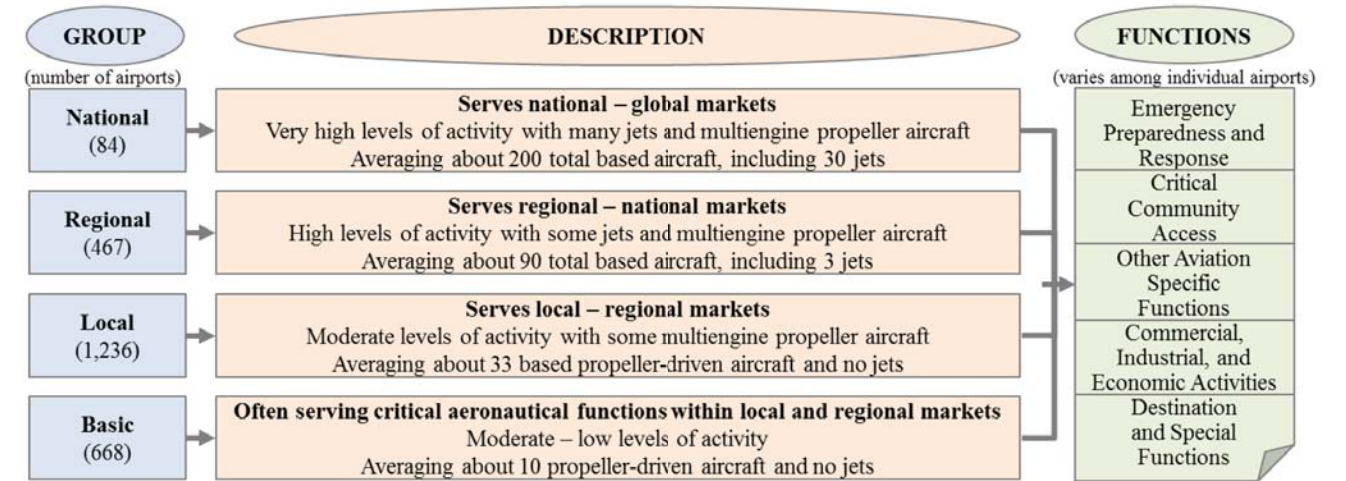 GROUP
DESCRIPTION
FUNCTIONS
(number of airports)
(varies among individual airports)
National
(84)
Serves national – global markets
Very high levels of activity with many jets and multiengine propeller aircraft
Averaging about 200 total based aircraft, including 30 jets
Regional
(467)
Serves regional – national markets
High levels of activity with some jets and multiengine propeller aircraft
Averaging about 90 total based aircraft, including 3 jets
Local
(1,236)
Serves local – regional markets
Moderate levels of activity with some multiengine propeller aircraft
Averaging about 33 based propeller-driven aircraft and no jets
Basic
(668)
Often serving critical aeronautical functions within local and regional markets
Moderate – low levels of activity
Averaging about 10 propeller-driven aircraft and no jets
Emergency
Preparedness and
Response
Critical
Community
Access
Other Aviation
Specific
Functions
Commercial,
Industrial, and
Economic Activities
Destination
and Special
Functions